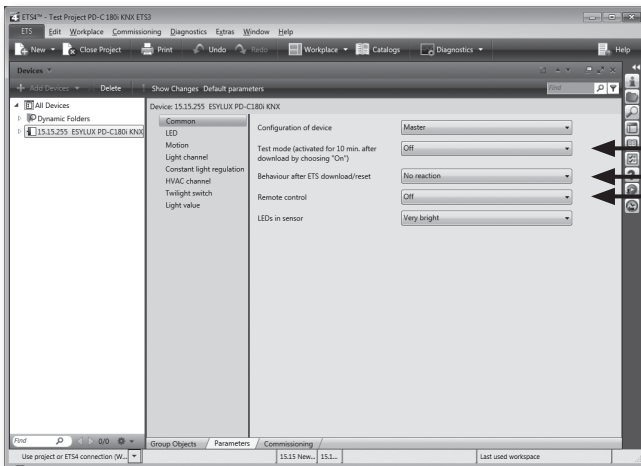 ETS4™ - Test Project PD-C 180i KNX ETS3
ETS Edit Workplace Commissioning Diagnostics Extras Window Help
New Close Project Print Undo Redo Workplace Catalogs Diagnostics Help
Devices
Add Devices Delete Show Changes Default parameters Find
All Devices
Dynamic Folders
15.15.255 ESYLUX PD-C180i KNX
Device: 15.15.255 ESYLUX PD-C180i KNX
Common
LED
Motion
Light channel
Constant light regulation
HVAC channel
Twilight switch
Light value
Configuration of device Master
Test mode (activated for 10 min. after download by choosing "On") Off
Behaviour after ETS download/reset No reaction
Remote control Off
LEDs in sensor Very bright
Find 0/0
Group Objects Parameters Commissioning
Use project or ETS4 connection (W... 15.15 New... 15.1... Last used workspace